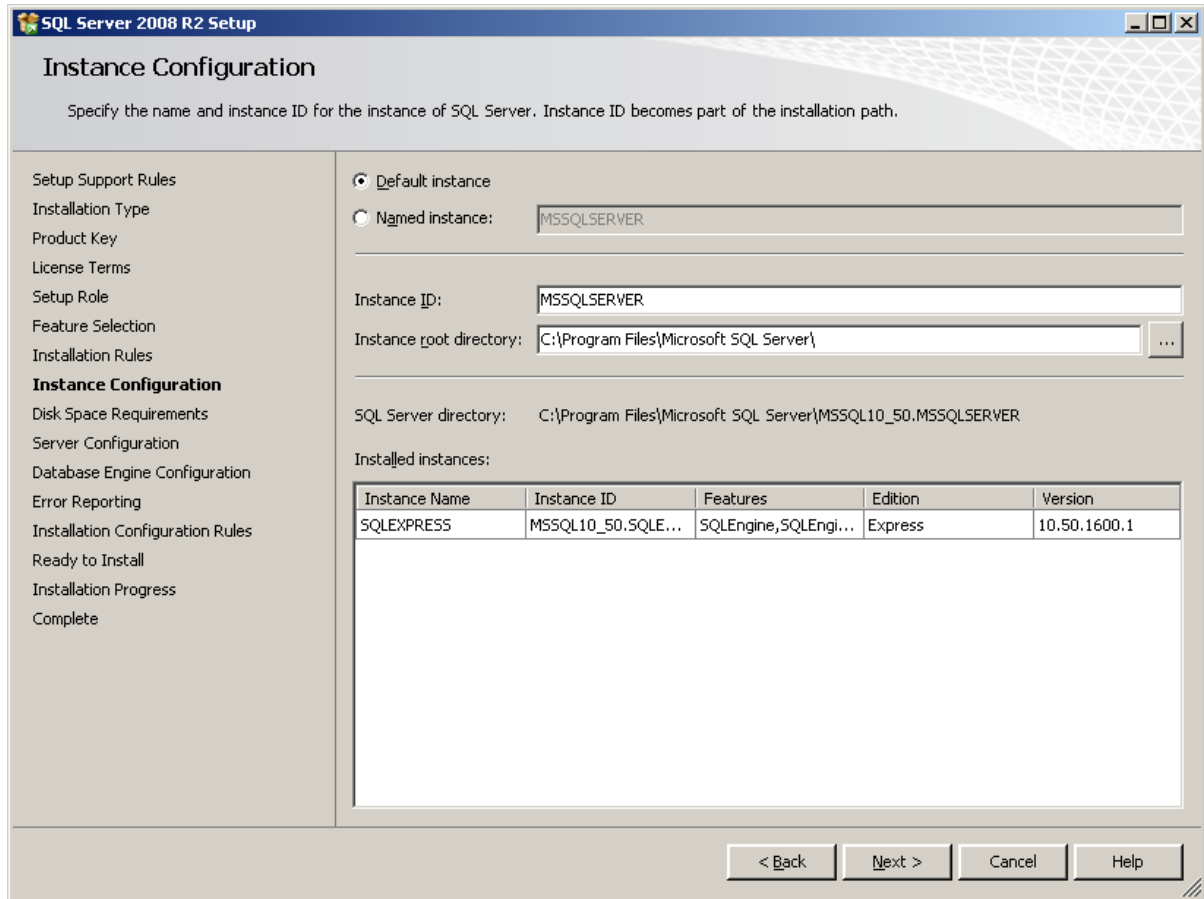 SQL Server 2008 R2 Setup
Instance Configuration
Specify the name and instance ID for the instance of SQL Server. Instance ID becomes part of the installation path.
Setup Support Rules
Installation Type
Product Key
License Terms
Setup Role
Feature Selection
Installation Rules
Instance Configuration
Disk Space Requirements
Server Configuration
Database Engine Configuration
Error Reporting
Installation Configuration Rules
Ready to Install
Installation Progress
Complete
Default instance
Named instance: MSSQLSERVER
Instance ID: MSSQLSERVER
Instance root directory: C:\Program Files\Microsoft SQL Server\ ...
SQL Server directory: C:\Program Files\Microsoft SQL Server\MSSQL10_50.MSSQLSERVER
Installed instances:
Instance Name Instance ID Features Edition Version
SQLEXPRESS MSSQL10_50.SQLE... SQLEngine,SQLEngi... Express 10.50.1600.1
< Back Next > Cancel Help